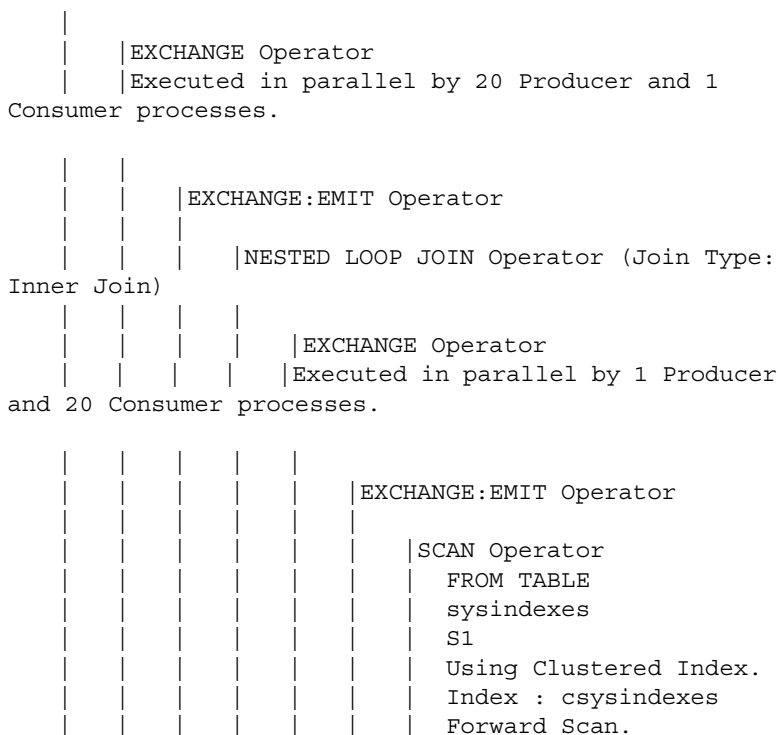 |
| |EXCHANGE Operator
| |Executed in parallel by 20 Producer and 1
Consumer processes.
| |
| | |EXCHANGE:EMIT Operator
| | |
| | | |NESTED LOOP JOIN Operator (Join Type:
Inner Join)
| | | |
| | | | |EXCHANGE Operator
| | | | |Executed in parallel by 1 Producer
and 20 Consumer processes.
| | | | |
| | | | | |EXCHANGE:EMIT Operator
| | | | | |
| | | | | | |SCAN Operator
| | | | | | | FROM TABLE
| | | | | | | sysindexes
| | | | | | | S1
| | | | | | | Using Clustered Index.
| | | | | | | Index : csysindexes
| | | | | | | Forward Scan.